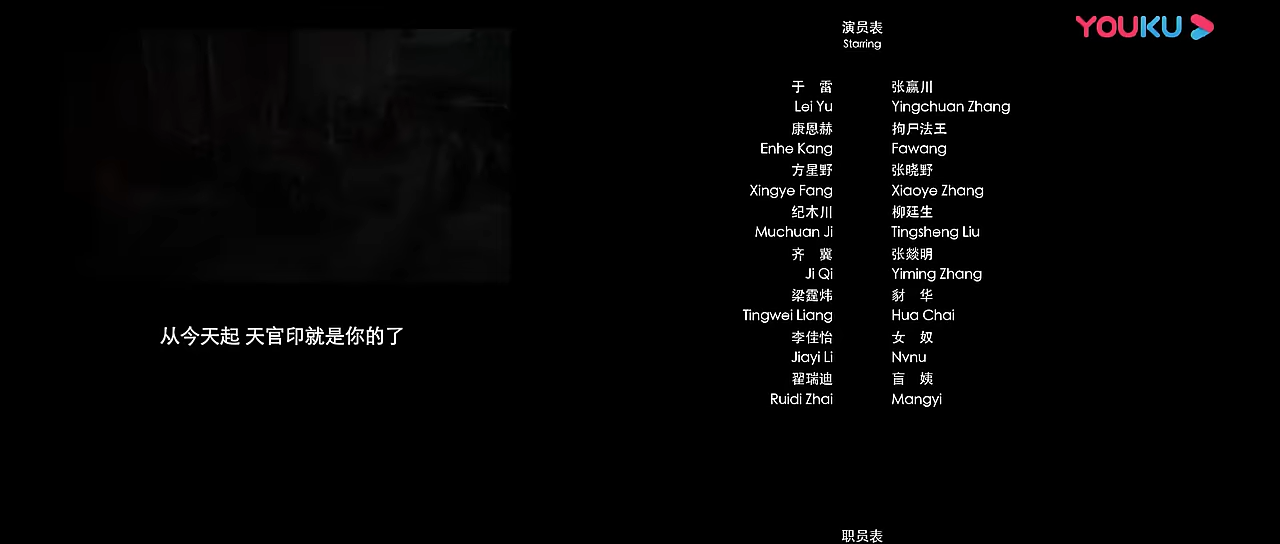 演员表
Starring
YOUKU
于 雷 张赢川
Lei Yu Yingchuan Zhang
康恩赫 拘尸法王
Enhe Kang Fawang
方星野 张晓野
Xingye Fang Xiaoye Zhang
纪木川 柳廷生
Muchuan Ji Tingsheng Liu
齐 冀 张燚明
Ji Qi Yiming Zhang
梁霆炜 豺 华
Tingwei Liang Hua Chai
李佳怡 女 奴
Jiayi Li Nvnu
翟瑞迪 盲 姨
Ruidi Zhai Mangyi
从今天起 天官印就是你的了
职员表